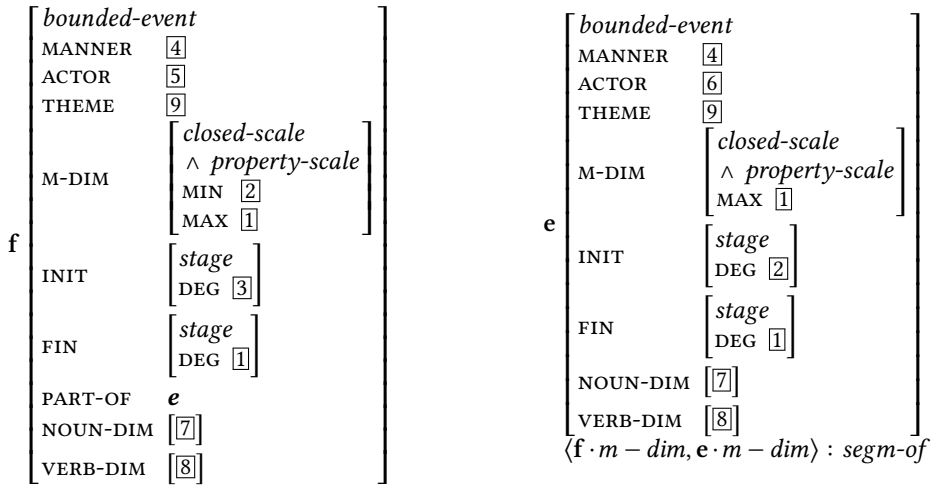 f
bounded-event
MANNER 4
ACTOR 5
THEME 9
M-DIM
closed-scale
∧ property-scale
MIN 2
MAX 1
INIT
stage
DEG 3
FIN
stage
DEG 1
PART-OF e
NOUN-DIM [7]
VERB-DIM [8]
e
bounded-event
MANNER 4
ACTOR 6
THEME 9
M-DIM
closed-scale
∧ property-scale
MAX 1
INIT
stage
DEG 2
FIN
stage
DEG 1
NOUN-DIM [7]
VERB-DIM [8]
⟨f · m − dim, e · m − dim⟩ : segm-of